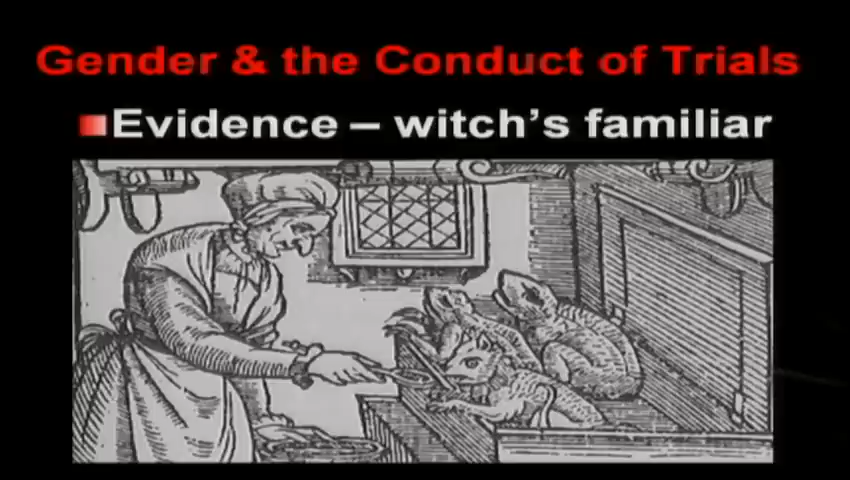 Gender & the Conduct of Trials
Evidence – witch's familiar